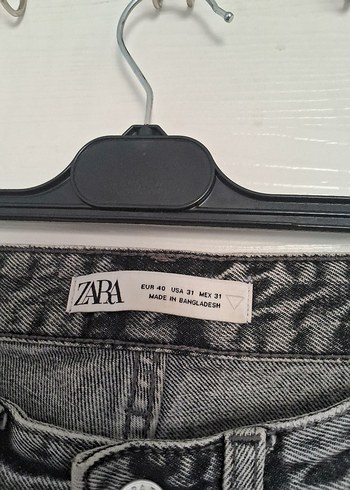 ZARA
EUR 40 USA 31 MEX 31
MADE IN BANGLADESH